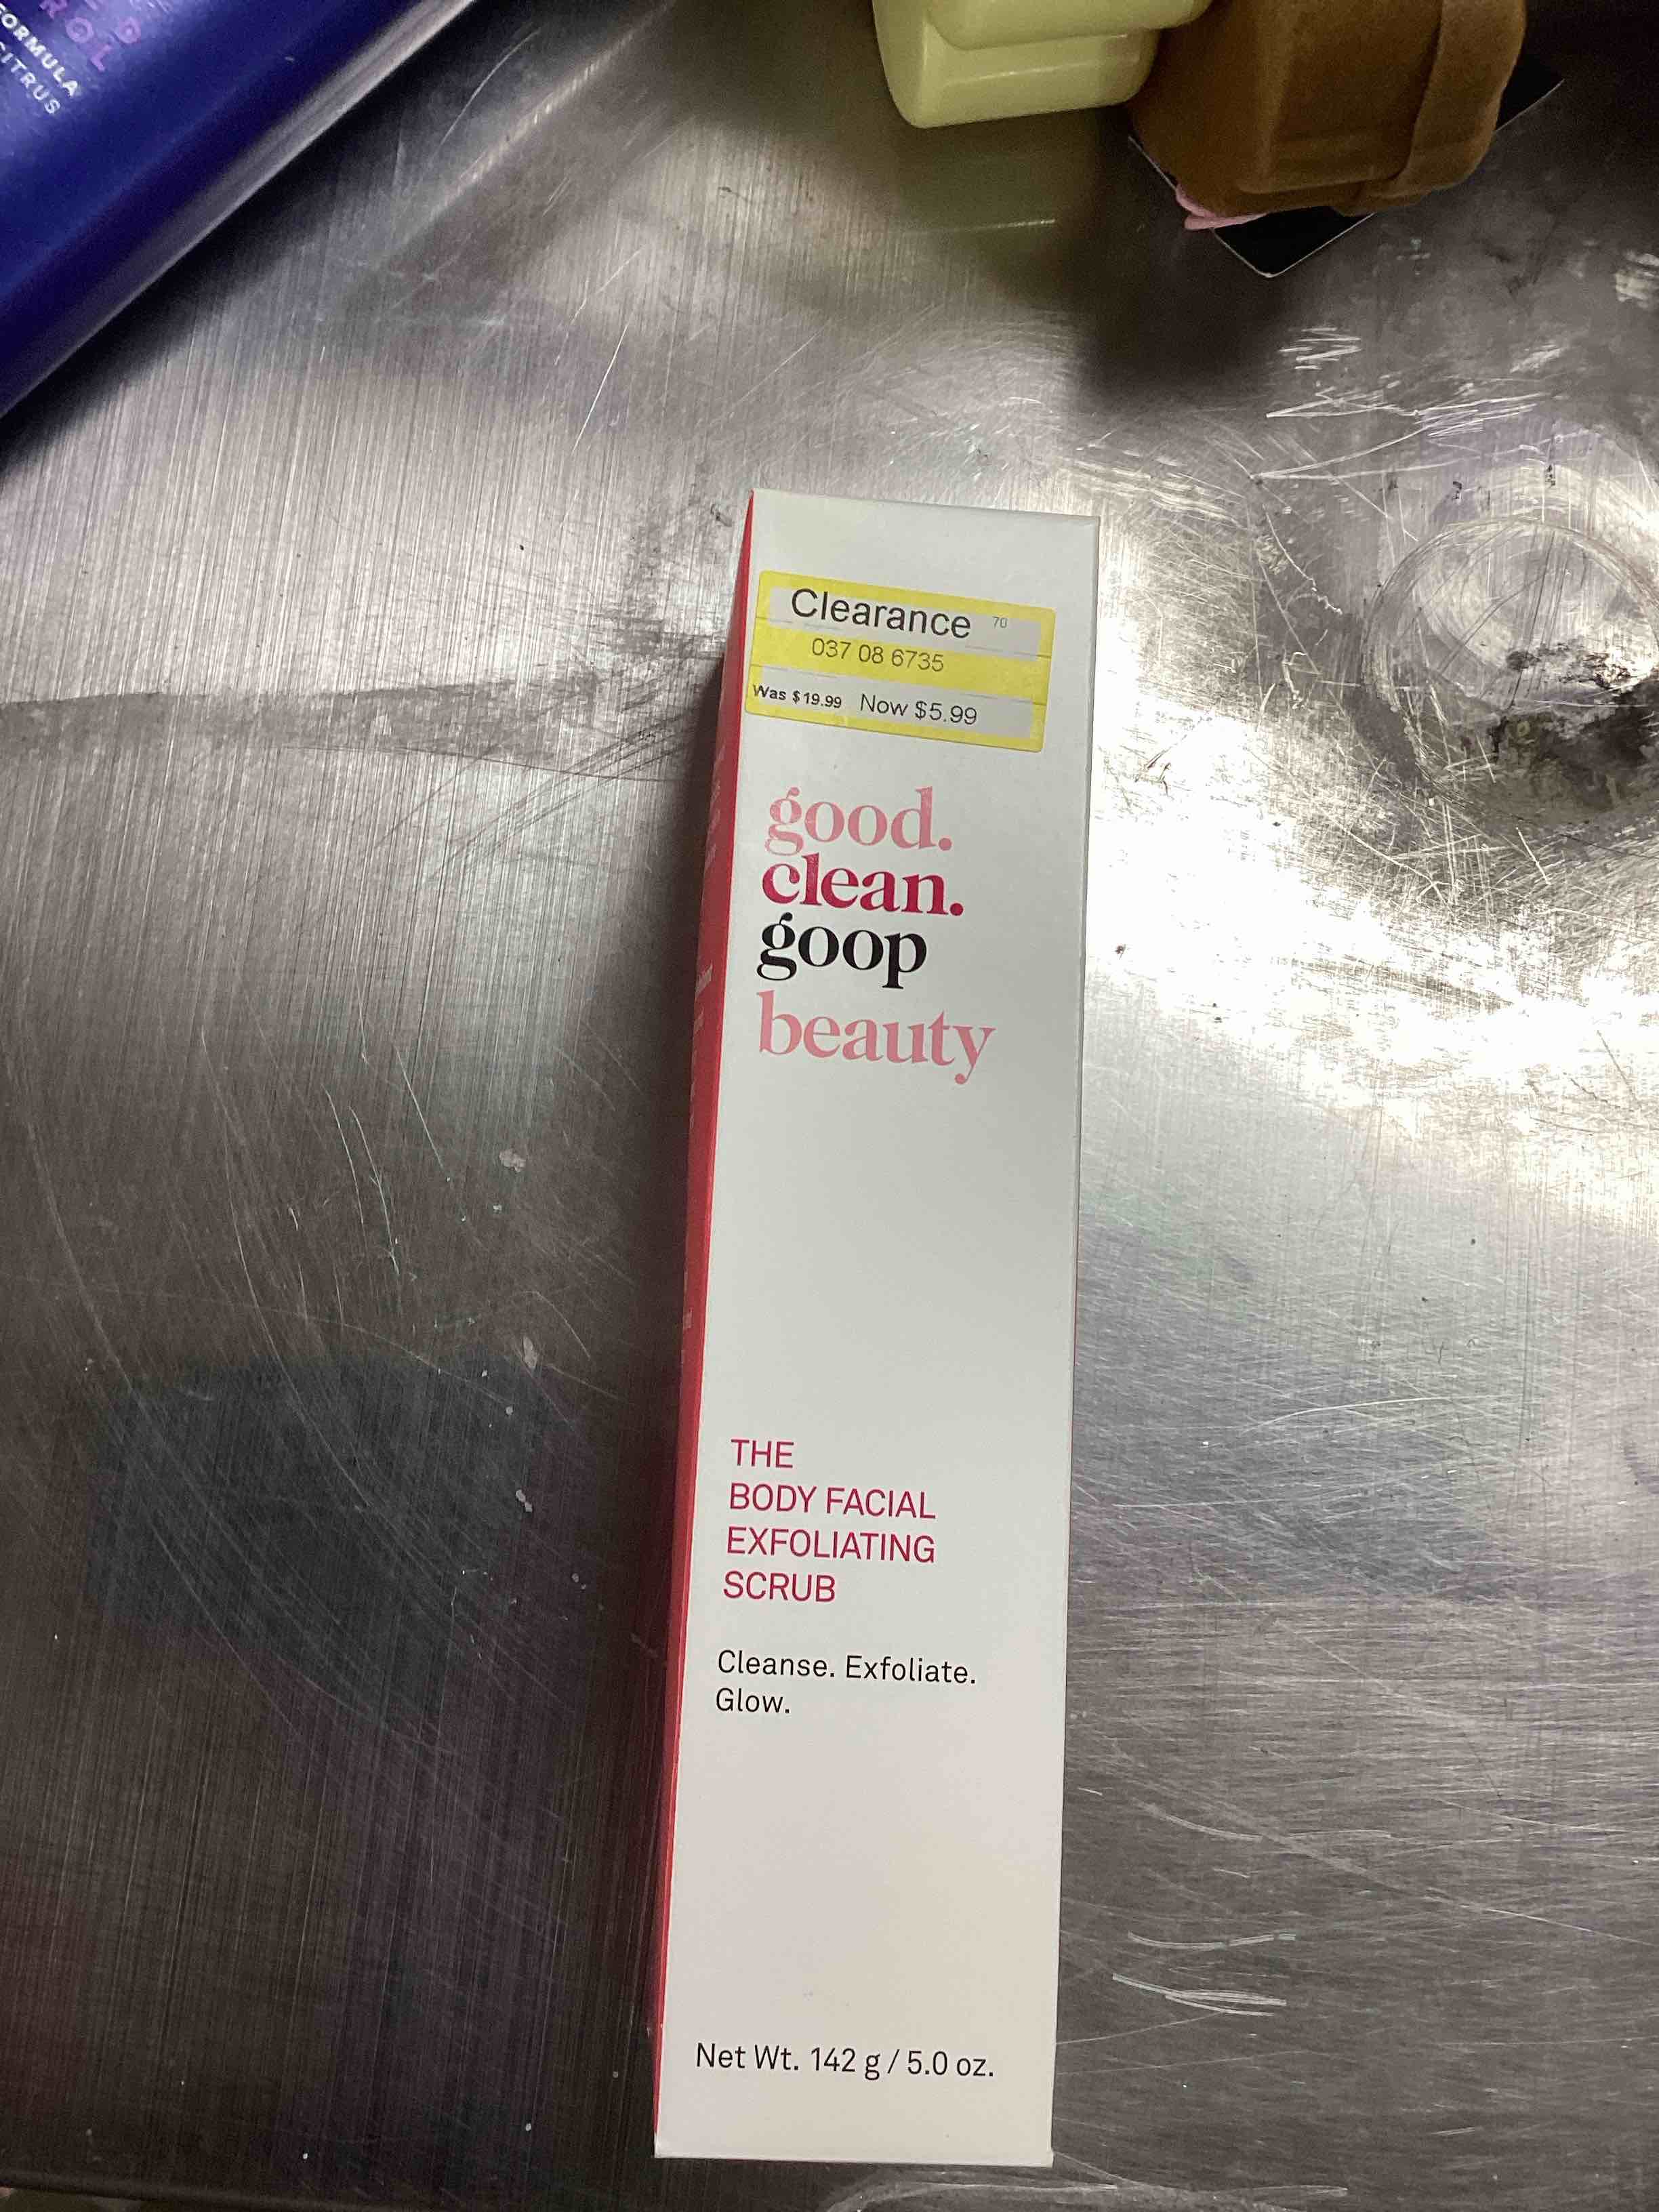 FORMULA
CITRUS
Clearance 70
037 08 6735
Was $19.99 Now $5.99
good.
clean.
goop
beauty
THE
BODY FACIAL
EXFOLIATING
SCRUB
Cleanse. Exfoliate.
Glow.
Net Wt. 142 g / 5.0 oz.